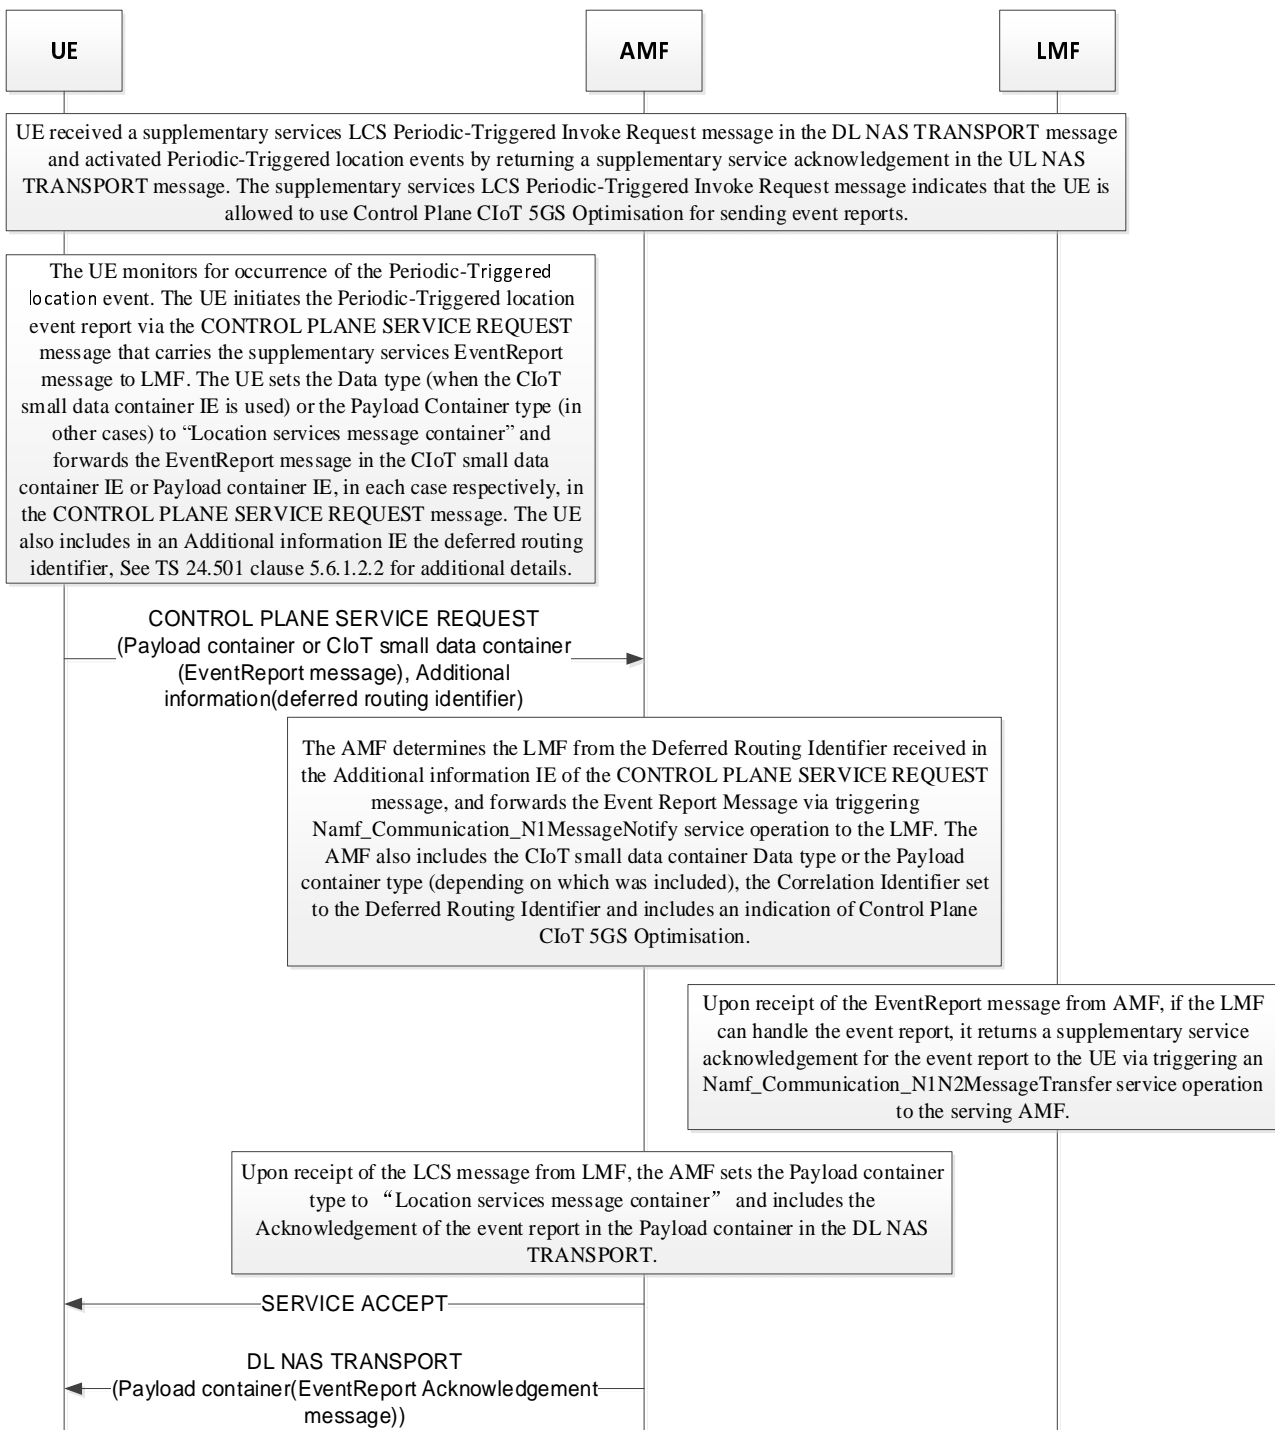 UE
AMF
LMF
UE received a supplementary services LCS Periodic-Triggered Invoke Request message in the DL NAS TRANSPORT message
and activated Periodic-Triggered location events by returning a supplementary service acknowledgement in the UL NAS
TRANSPORT message. The supplementary services LCS Periodic-Triggered Invoke Request message indicates that the UE is
allowed to use Control Plane CIoT 5GS Optimisation for sending event reports.
The UE monitors for occurrence of the Periodic-Triggered
location event. The UE initiates the Periodic-Triggered location
event report via the CONTROL PLANE SERVICE REQUEST
message that carries the supplementary services EventReport
message to LMF. The UE sets the Data type (when the CIoT
small data container IE is used) or the Payload Container type (in
other cases) to “Location services message container” and
forwards the EventReport message in the CIoT small data
container IE or Payload container IE, in each case respectively, in
the CONTROL PLANE SERVICE REQUEST message. The UE
also includes in an Additional information IE the deferred routing
identifier, See TS 24.501 clause 5.6.1.2.2 for additional details.
CONTROL PLANE SERVICE REQUEST
(Payload container or CIoT small data container
(EventReport message), Additional
information(deferred routing identifier)
The AMF determines the LMF from the Deferred Routing Identifier received in
the Additional information IE of the CONTROL PLANE SERVICE REQUEST
message, and forwards the Event Report Message via triggering
Namf_Communication_N1MessageNotify service operation to the LMF. The
AMF also includes the CIoT small data container Data type or the Payload
container type (depending on which was included), the Correlation Identifier set
to the Deferred Routing Identifier and includes an indication of Control Plane
CIoT 5GS Optimisation.
Upon receipt of the EventReport message from AMF, if the LMF
can handle the event report, it returns a supplementary service
acknowledgement for the event report to the UE via triggering an
Namf_Communication_N1N2MessageTransfer service operation
to the serving AMF.
Upon receipt of the LCS message from LMF, the AMF sets the Payload container
type to “Location services message container” and includes the
Acknowledgement of the event report in the Payload container in the DL NAS
TRANSPORT.
SERVICE ACCEPT
DL NAS TRANSPORT
(Payload container(EventReport Acknowledgement
message))